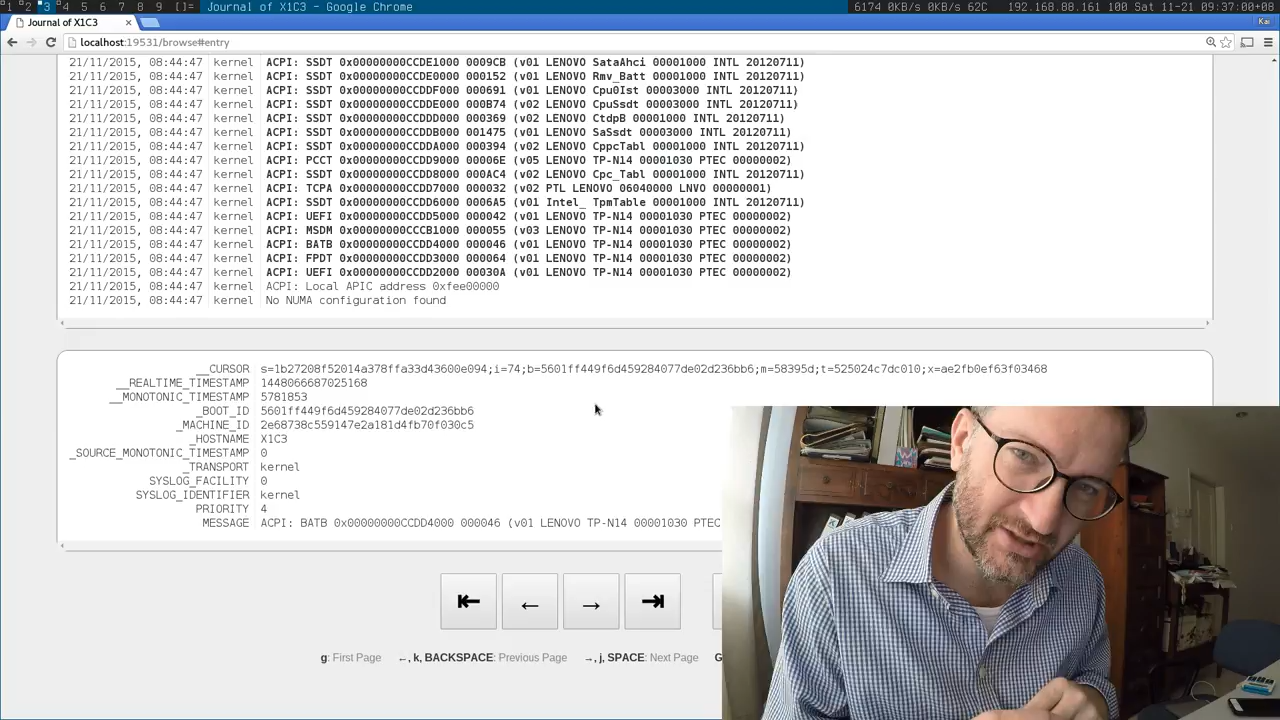 1 2 3 4 5 6 7 8 9 []= Journal of X1C3 - Google Chrome 6174 0KB/s 0KB/s 62C 192.168.88.161 100 Sat 11-21 09:37:00+08
Journal of X1C3 × Kai
localhost:19531/browse#entry
21/11/2015, 08:44:47 kernel ACPI: SSDT 0x00000000CCDE1000 0009CB (v01 LENOVO SataAhci 00001000 INTL 20120711)
21/11/2015, 08:44:47 kernel ACPI: SSDT 0x00000000CCDE0000 000152 (v01 LENOVO Rmv_Batt 00001000 INTL 20120711)
21/11/2015, 08:44:47 kernel ACPI: SSDT 0x00000000CCDDF000 000691 (v01 LENOVO Cpu0Ist 00003000 INTL 20120711)
21/11/2015, 08:44:47 kernel ACPI: SSDT 0x00000000CCDDE000 000B74 (v02 LENOVO CpuSsdt 00003000 INTL 20120711)
21/11/2015, 08:44:47 kernel ACPI: SSDT 0x00000000CCDDD000 000369 (v02 LENOVO CtdpB 00001000 INTL 20120711)
21/11/2015, 08:44:47 kernel ACPI: SSDT 0x00000000CCDDB000 001475 (v01 LENOVO SaSsdt 00003000 INTL 20120711)
21/11/2015, 08:44:47 kernel ACPI: SSDT 0x00000000CCDDA000 000394 (v02 LENOVO CppcTabl 00001000 INTL 20120711)
21/11/2015, 08:44:47 kernel ACPI: PCCT 0x00000000CCDD9000 00006E (v05 LENOVO TP-N14 00001030 PTEC 00000002)
21/11/2015, 08:44:47 kernel ACPI: SSDT 0x00000000CCDD8000 000AC4 (v02 LENOVO Cpc_Tabl 00001000 INTL 20120711)
21/11/2015, 08:44:47 kernel ACPI: TCPA 0x00000000CCDD7000 000032 (v02 PTL LENOVO 06040000 LNVO 00000001)
21/11/2015, 08:44:47 kernel ACPI: SSDT 0x00000000CCDD6000 0006A5 (v01 Intel_ TpmTable 00001000 INTL 20120711)
21/11/2015, 08:44:47 kernel ACPI: UEFI 0x00000000CCDD5000 000042 (v01 LENOVO TP-N14 00001030 PTEC 00000002)
21/11/2015, 08:44:47 kernel ACPI: MSDM 0x00000000CCCB1000 000055 (v03 LENOVO TP-N14 00001030 PTEC 00000002)
21/11/2015, 08:44:47 kernel ACPI: BATB 0x00000000CCDD4000 000046 (v01 LENOVO TP-N14 00001030 PTEC 00000002)
21/11/2015, 08:44:47 kernel ACPI: FPDT 0x00000000CCDD3000 000064 (v01 LENOVO TP-N14 00001030 PTEC 00000002)
21/11/2015, 08:44:47 kernel ACPI: UEFI 0x00000000CCDD2000 00030A (v01 LENOVO TP-N14 00001030 PTEC 00000002)
21/11/2015, 08:44:47 kernel ACPI: Local APIC address 0xfee00000
21/11/2015, 08:44:47 kernel No NUMA configuration found
__CURSOR s=1b27208f52014a378ffa33d43600e094;i=74;b=5601ff449f6d459284077de02d236bb6;m=58395d;t=525024c7dc010;x=ae2fb0ef63f03468
__REALTIME_TIMESTAMP 1448066687025168
__MONOTONIC_TIMESTAMP 5781853
_BOOT_ID 5601ff449f6d459284077de02d236bb6
_MACHINE_ID 2e68738c559147e2a181d4fb70f030c5
_HOSTNAME X1C3
_SOURCE_MONOTONIC_TIMESTAMP 0
_TRANSPORT kernel
SYSLOG_FACILITY 0
SYSLOG_IDENTIFIER kernel
PRIORITY 4
MESSAGE ACPI: BATB 0x00000000CCDD4000 000046 (v01 LENOVO TP-N14 00001030 PTEC
g: First Page ←, k, BACKSPACE: Previous Page →, j, SPACE: Next Page G